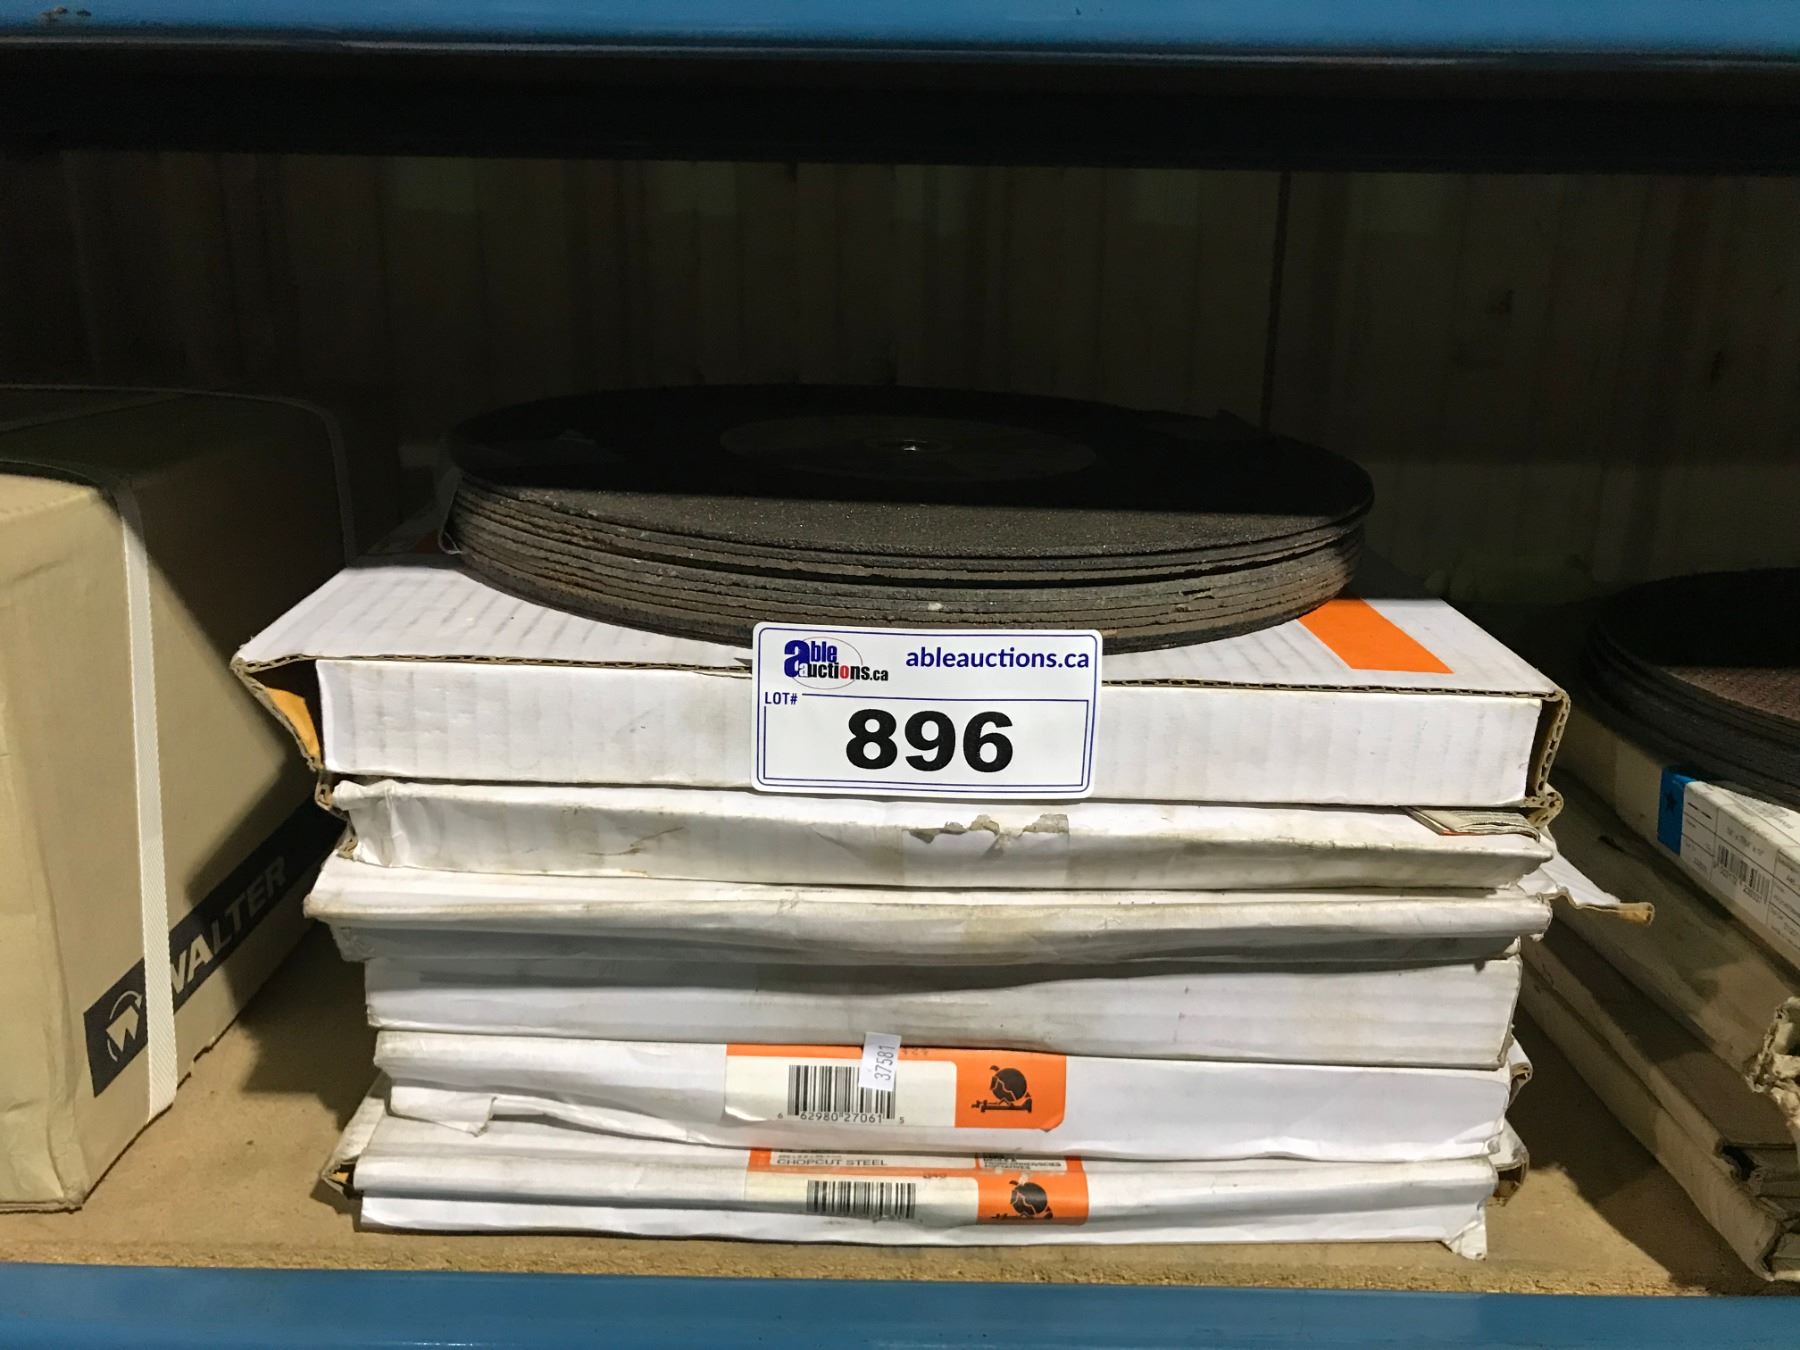 able
auctions.ca
ableauctions.ca
LOT#
896
WALTER
37581
6 62980 27061 5
CHOPCUT STEEL